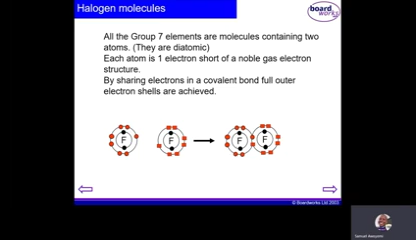 Halogen molecules
board
works
All the Group 7 elements are molecules containing two
atoms. (They are diatomic)
Each atom is 1 electron short of a noble gas electron
structure.
By sharing electrons in a covalent bond full outer
electron shells are achieved.
F
F
F
F
© Boardworks Ltd 2003